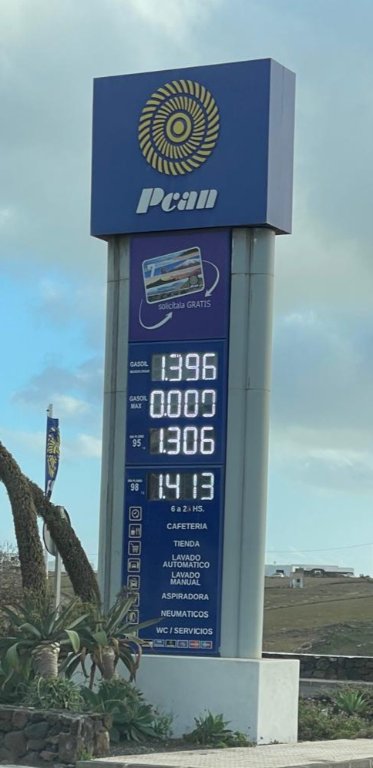 Pcan
solicítala GRATIS
GASOIL 1.396
GASOIL MAX 0.000
95 1.306
98 1.413
6 a 24 HS.
CAFETERIA
TIENDA
LAVADO
AUTOMATICO
LAVADO
MANUAL
ASPIRADORA
NEUMATICOS
WC / SERVICIOS